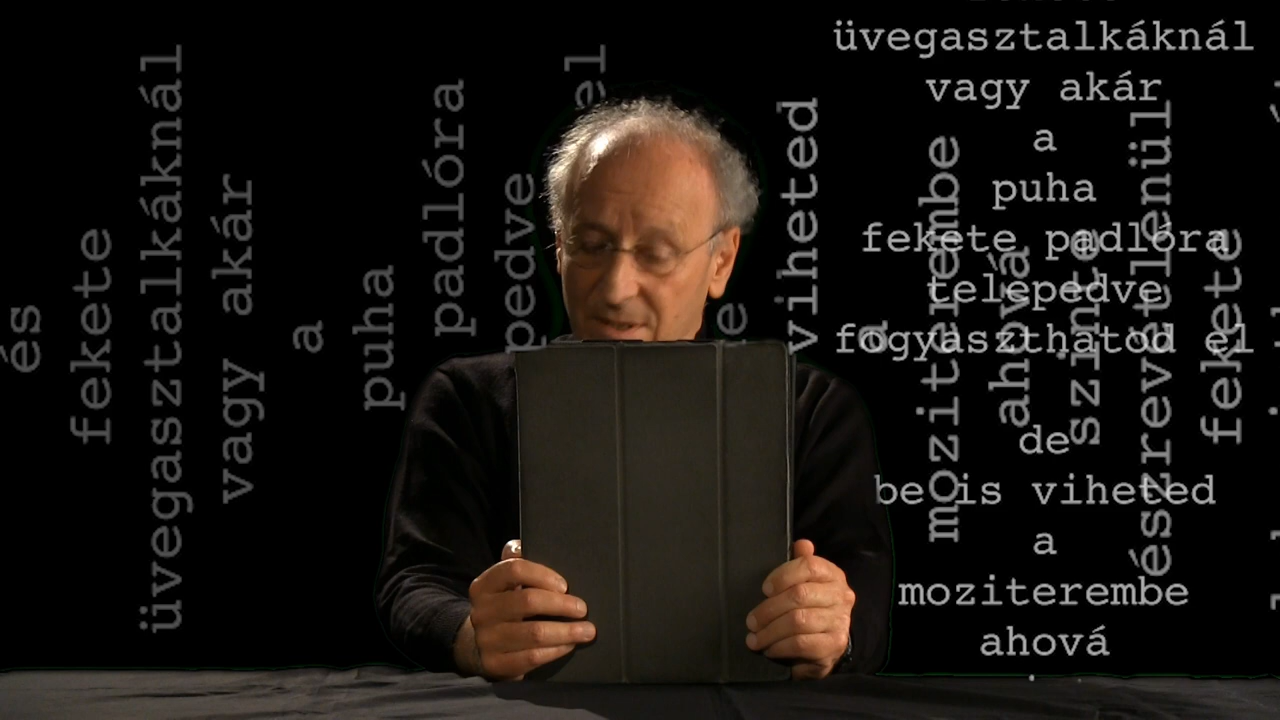 és
fekete
üvegasztalkáknál
vagy akár
a
puha
padlóra
pedve
el
e
viheted
a
moziterembe
ahová
szinte
észrevétlenül
fekete
üvegasztalkáknál
vagy akár
a
puha
fekete padlóra
telepedve
fogyaszthatod el
de
be is viheted
a
moziterembe
ahová